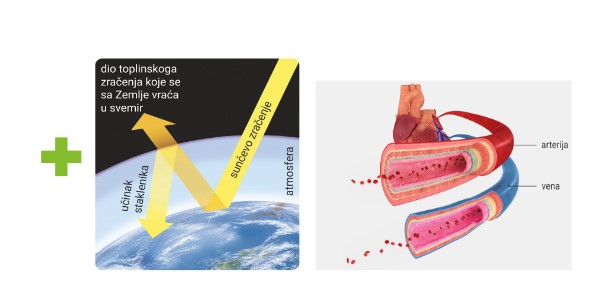 dio toplinskoga
zračenja koje se
sa Zemlje vraća
u svemir
sunčevo zračenje
učinak
staklenika
atmosfera
arterija
vena